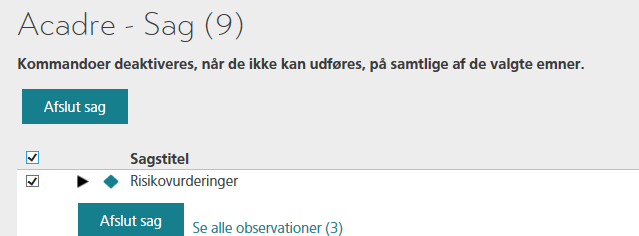 Acadre - Sag (9)
Kommandoer deaktiveres, når de ikke kan udføres, på samtlige af de valgte emner.
Afslut sag
Sagstitel
Risikovurderinger
Afslut sag Se alle observationer (3)